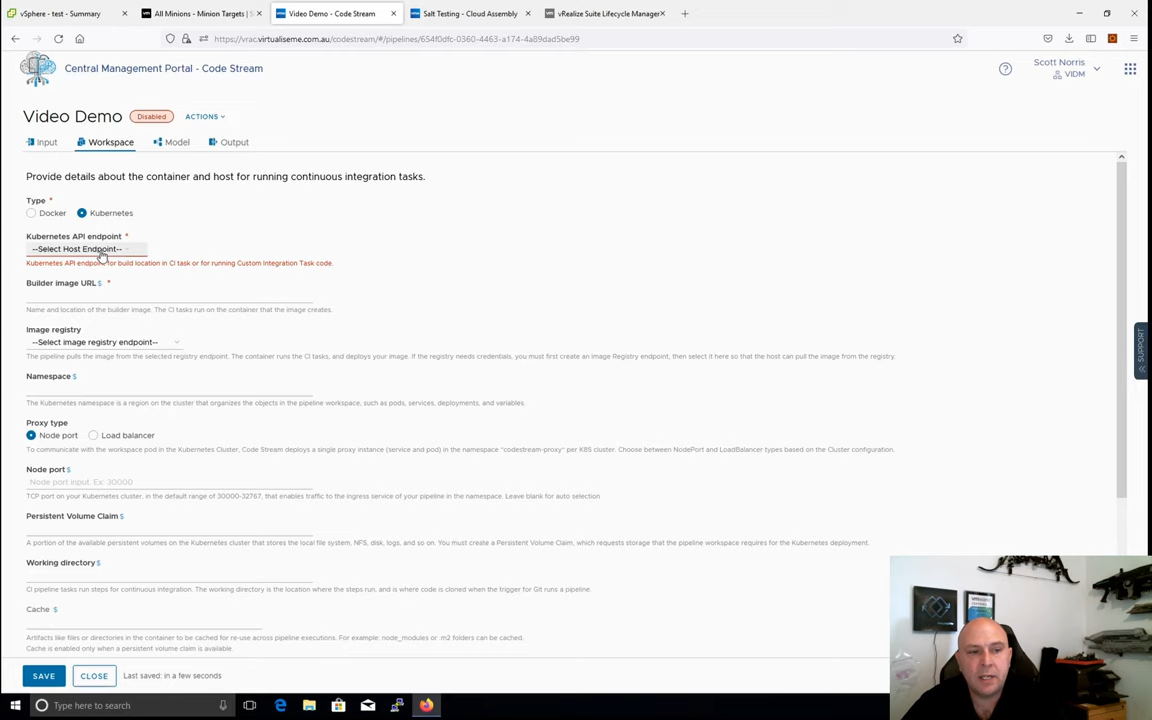 vSphere - test - Summary
All Minions - Minion Targets | S
Video Demo - Code Stream
Salt Testing - Cloud Assembly
vRealize Suite Lifecycle Manager
https://vrac.virtualiseme.com.au/codestream/#/pipelines/654f0dfc-0360-4463-a174-4a89dad5be99
Central Management Portal - Code Stream
Scott Norris
VIDM
Video Demo
Disabled
ACTIONS
Input
Workspace
Model
Output
Provide details about the container and host for running continuous integration tasks.
Type *
Docker
Kubernetes
Kubernetes API endpoint *
--Select Host Endpoint--
Kubernetes API endpoint for build location in CI task or for running Custom Integration Task code.
Builder image URL $ *
Name and location of the builder image. The CI tasks run on the container that the image creates.
Image registry
--Select image registry endpoint--
The pipeline pulls the image from the selected registry endpoint. The container runs the CI tasks, and deploys your image. If the registry needs credentials, you must first create an Image Registry endpoint, then select it here so that the host can pull the image from the registry.
Namespace $
The Kubernetes namespace is a region on the cluster that organizes the objects in the pipeline workspace, such as pods, services, deployments, and variables.
Proxy type
Node port
Load balancer
To communicate with the workspace pod in the Kubernetes Cluster, Code Stream deploys a single proxy instance (service and pod) in the namespace "codestream-proxy" per K8S cluster. Choose between NodePort and LoadBalancer types based on the Cluster configuration.
Node port $
Node port input. Ex: 30000
TCP port on your Kubernetes cluster, in the default range of 30000-32767, that enables traffic to the ingress service of your pipeline in the namespace. Leave blank for auto selection
Persistent Volume Claim $
A portion of the available persistent volumes on the Kubernetes cluster that stores the local file system, NFS, disk, logs, and so on. You must create a Persistent Volume Claim, which requests storage that the pipeline workspace requires for the Kubernetes deployment.
Working directory $
CI pipeline tasks run steps for continuous integration. The working directory is the location where the steps run, and is where code is cloned when the trigger for Git runs a pipeline.
Cache $
Artifacts like files or directories in the container to be cached for re-use across pipeline executions. For example: node_modules or .m2 folders can be cached.
Cache is enabled only when a persistent volume claim is available.
SUPPORT
SAVE
CLOSE
Last saved: in a few seconds
Type here to search